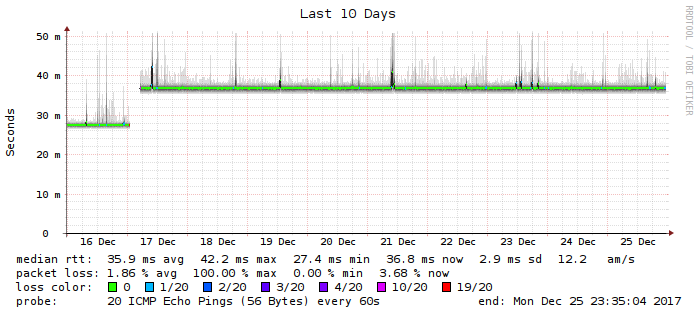 Last 10 Days
RRDTOOL / TOBI OETIKER
Seconds
50 m
40 m
30 m
20 m
10 m
0
16 Dec 17 Dec 18 Dec 19 Dec 20 Dec 21 Dec 22 Dec 23 Dec 24 Dec 25 Dec
median rtt: 35.9 ms avg 42.2 ms max 27.4 ms min 36.8 ms now 2.9 ms sd 12.2 am/s
packet loss: 1.86 % avg 100.00 % max 0.00 % min 3.68 % now
loss color: 0 1/20 2/20 3/20 4/20 10/20 19/20
probe: 20 ICMP Echo Pings (56 Bytes) every 60s end: Mon Dec 25 23:35:04 2017